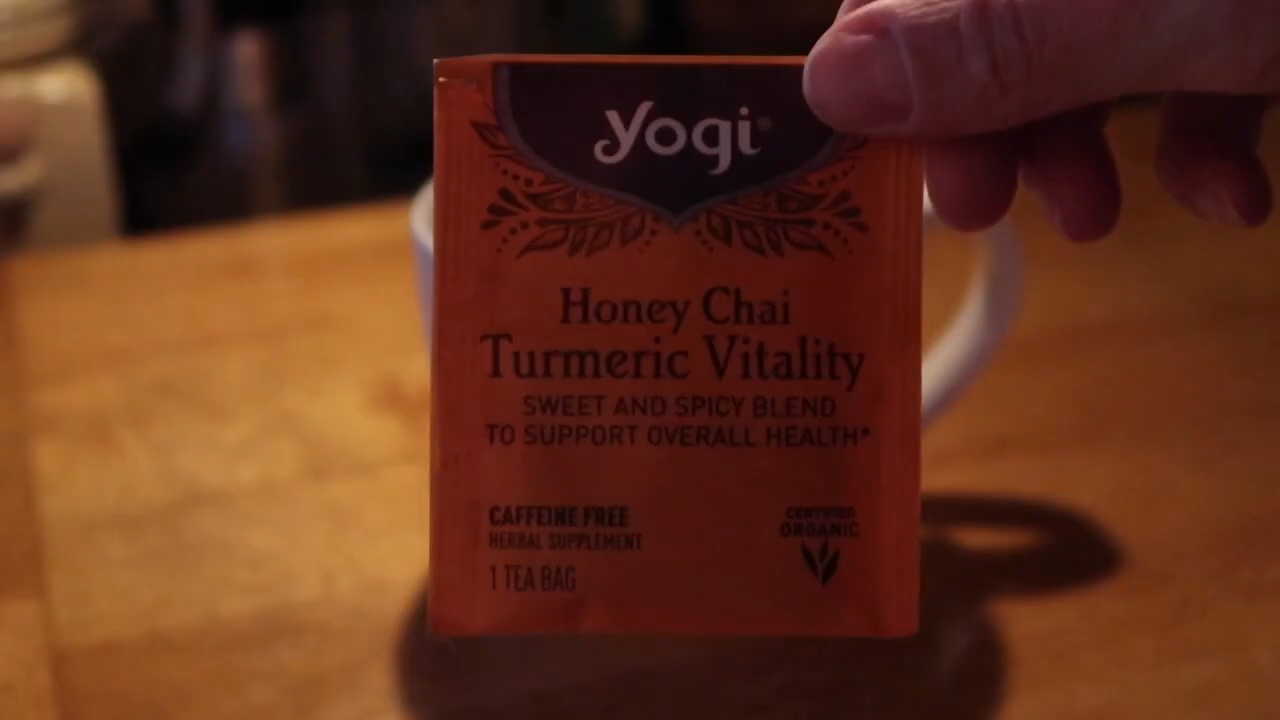 yogi®
Honey Chai
Turmeric Vitality
SWEET AND SPICY BLEND
TO SUPPORT OVERALL HEALTH*
CAFFEINE FREE
HERBAL SUPPLEMENT
1 TEA BAG
CERTIFIED
ORGANIC